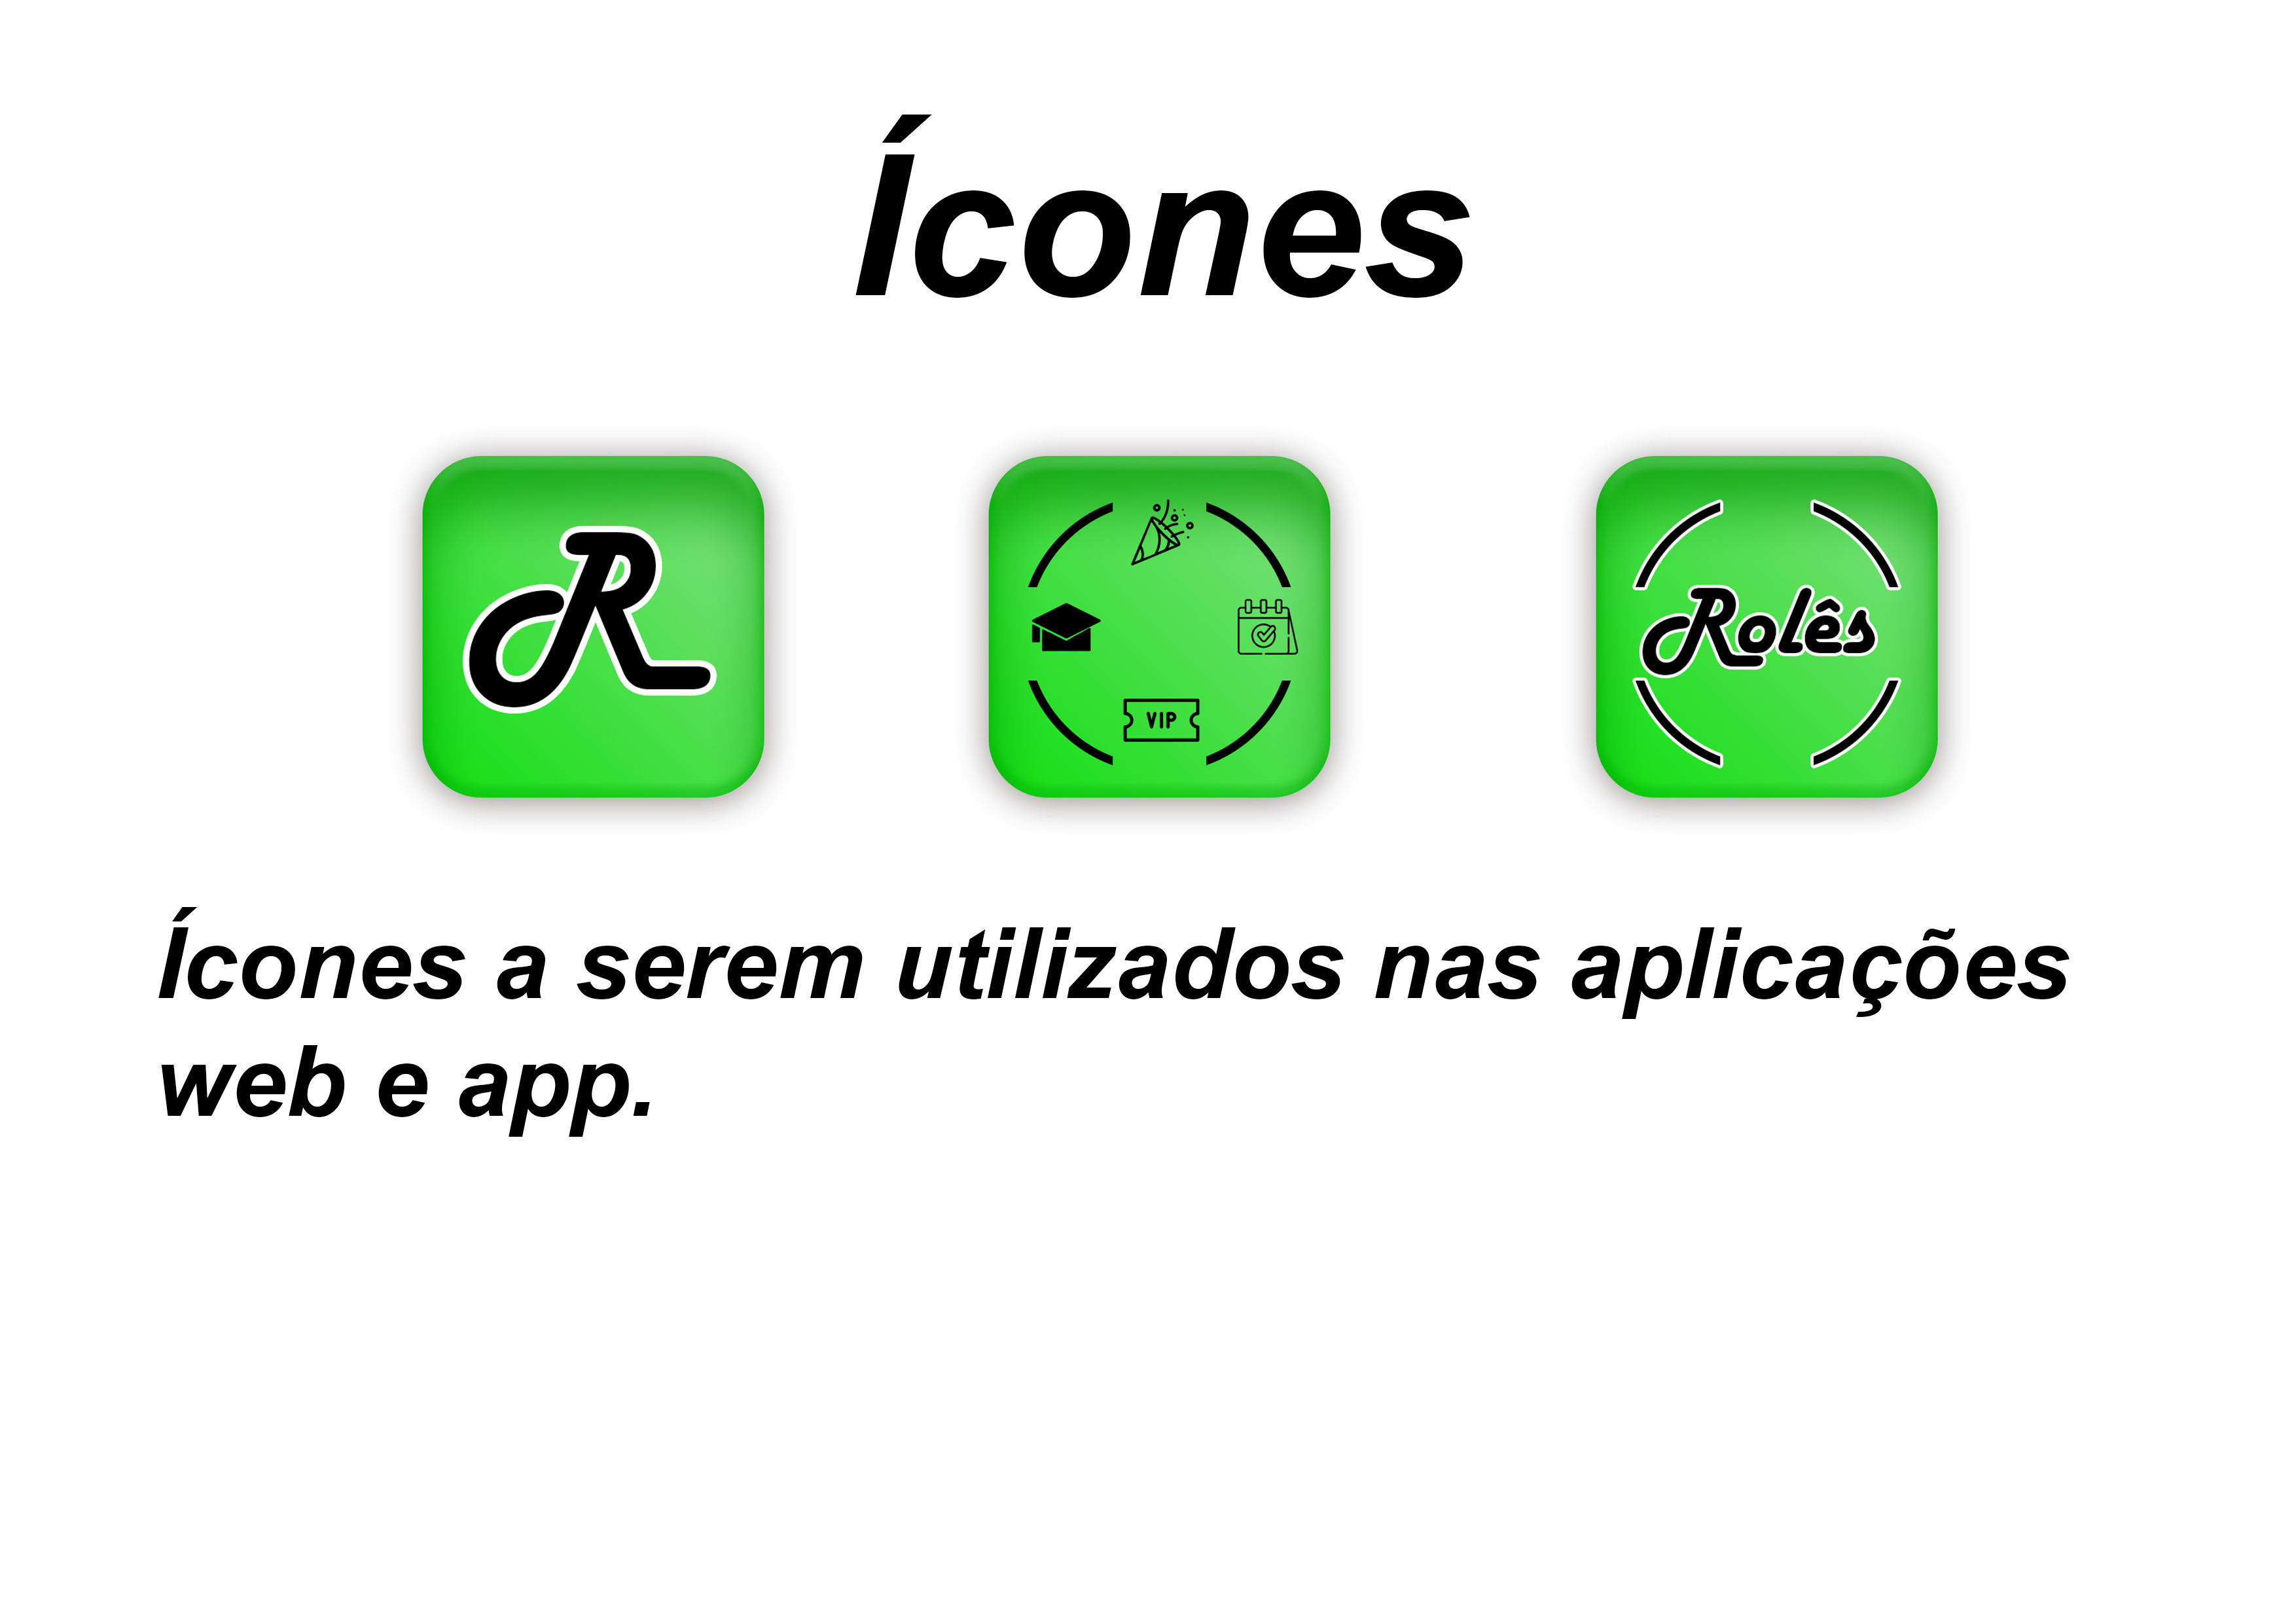 Ícones
R
VIP
Rolês
Ícones a serem utilizados nas aplicações
web e app.